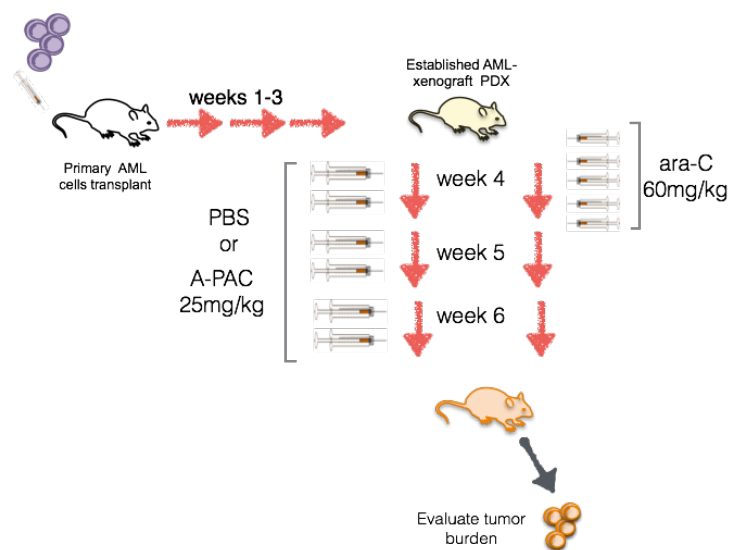 weeks 1-3
Established AML-
xenograft PDX
Primary AML
cells transplant
PBS
or
A-PAC
25mg/kg
week 4
week 5
week 6
ara-C
60mg/kg
Evaluate tumor
burden